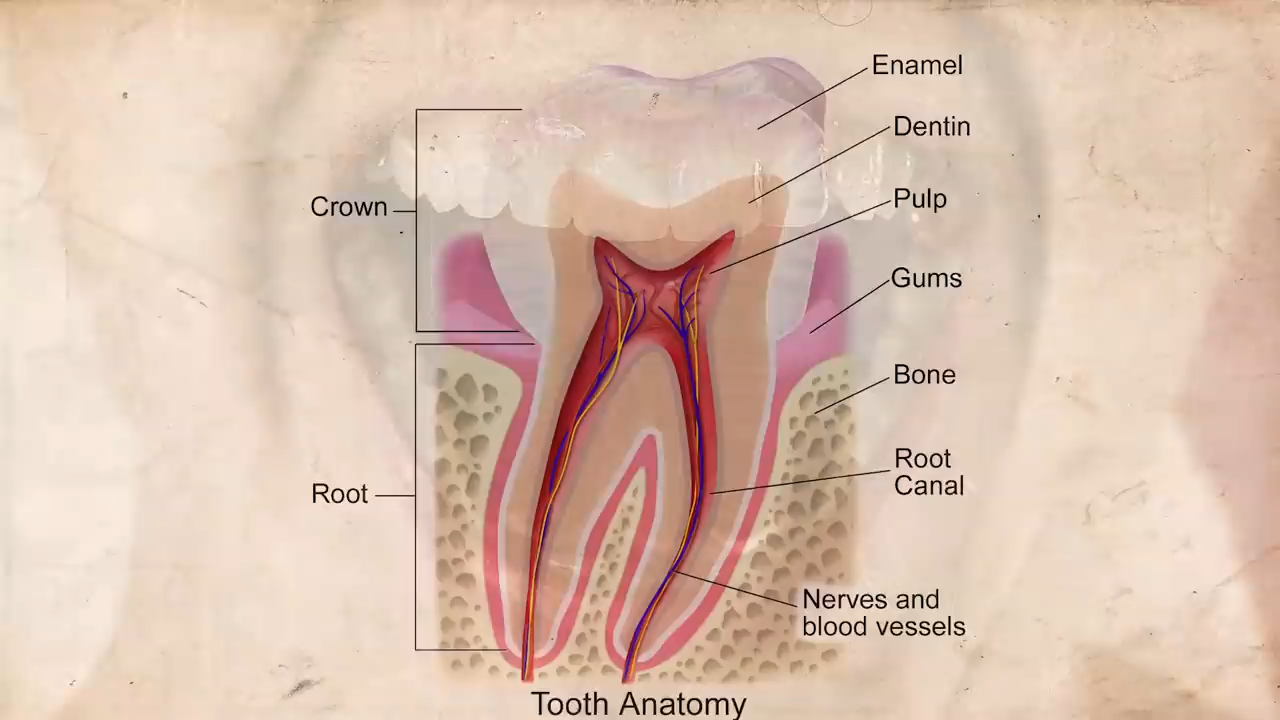 Enamel
Dentin
Crown
Pulp
Gums
Bone
Root
Root
Canal
Nerves and
blood vessels
Tooth Anatomy